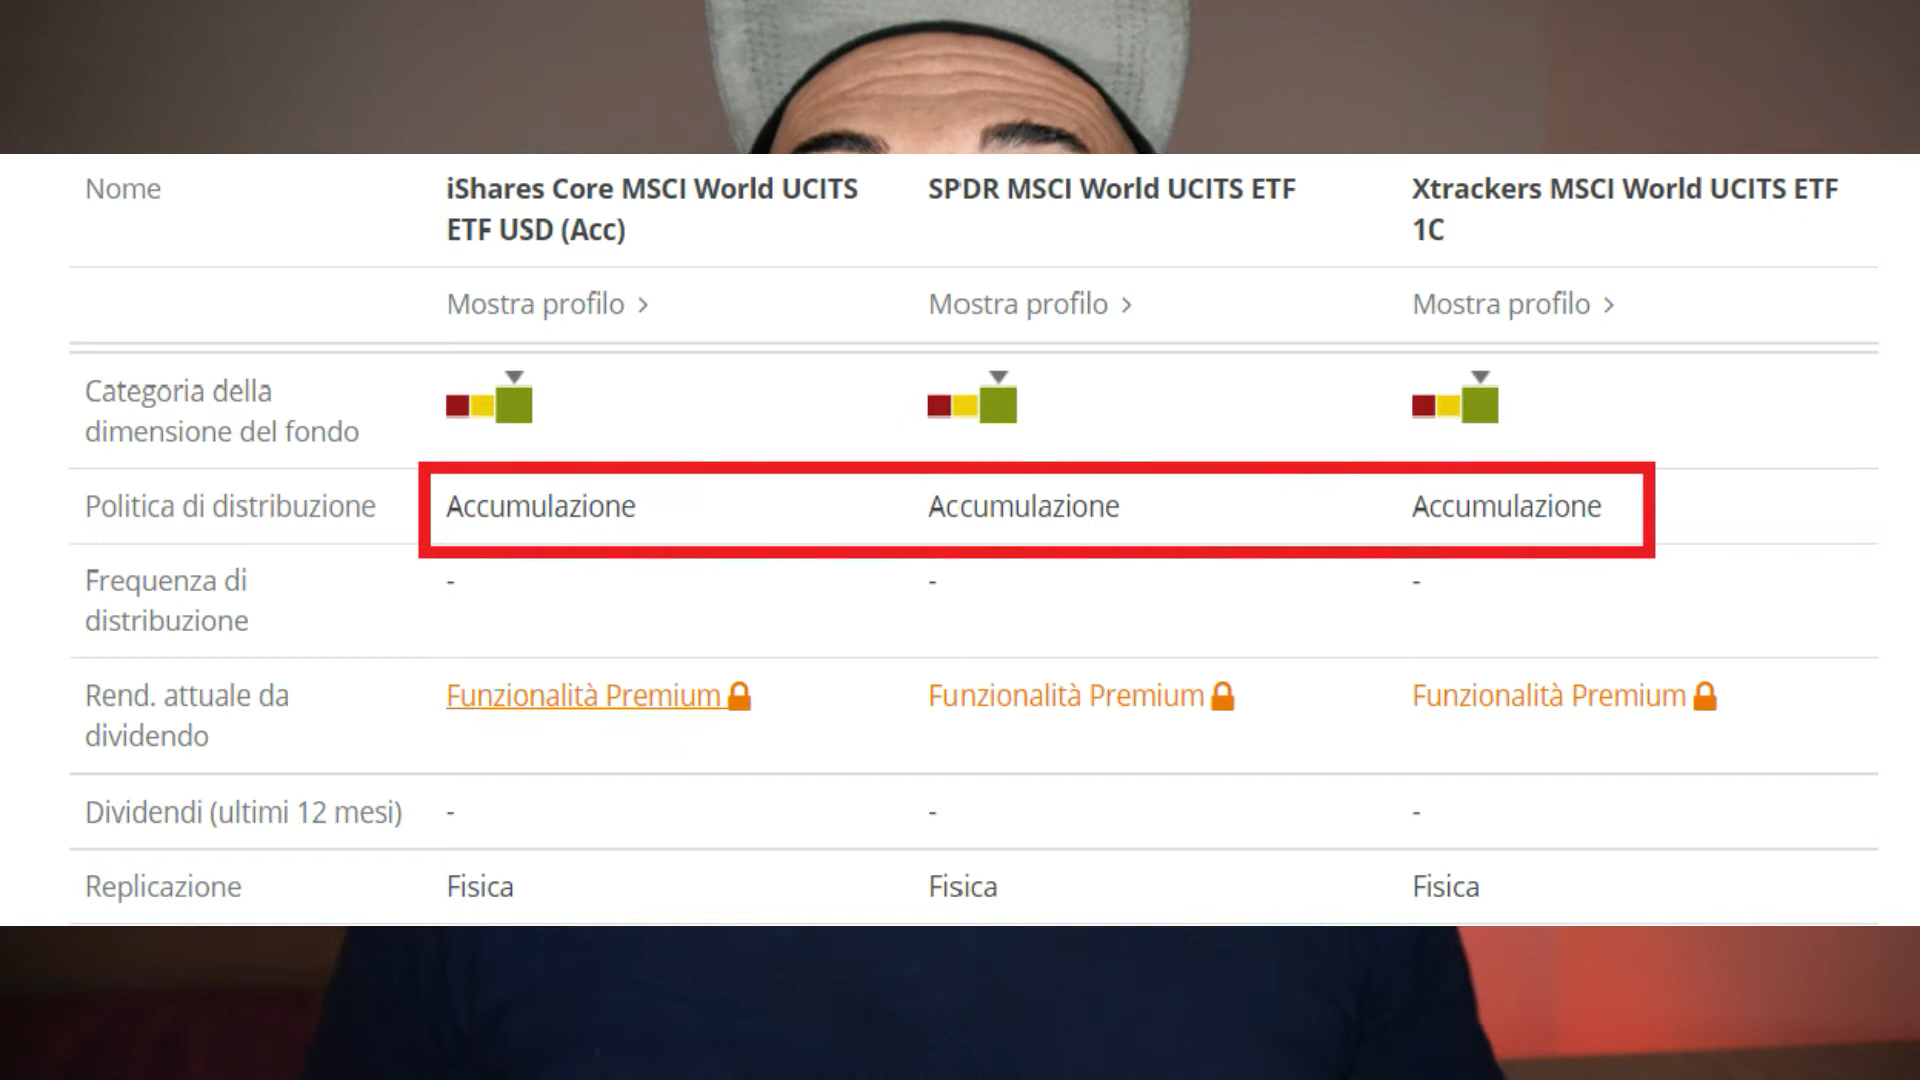 Nome
iShares Core MSCI World UCITS
ETF USD (Acc)
SPDR MSCI World UCITS ETF
Xtrackers MSCI World UCITS ETF
1C
Mostra profilo >
Mostra profilo >
Mostra profilo >
Categoria della
dimensione del fondo
Politica di distribuzione
Accumulazione
Accumulazione
Accumulazione
Frequenza di
distribuzione
-
-
-
Rend. attuale da
dividendo
Funzionalità Premium
Funzionalità Premium
Funzionalità Premium
Dividendi (ultimi 12 mesi)
-
-
-
Replicazione
Fisica
Fisica
Fisica